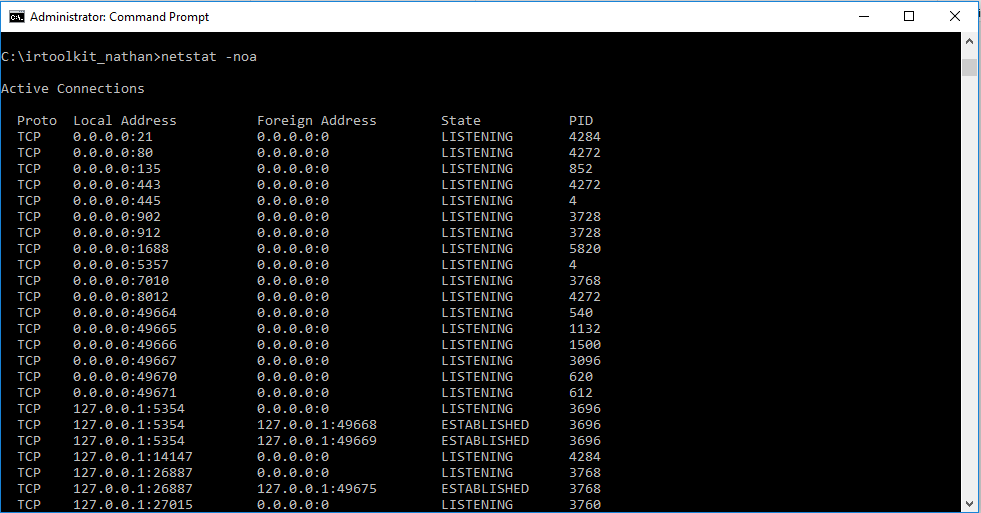 Administrator: Command Prompt
C:\irtoolkit_nathan>netstat -noa
Active Connections
Proto Local Address Foreign Address State PID
TCP 0.0.0.0:21 0.0.0.0:0 LISTENING 4284
TCP 0.0.0.0:80 0.0.0.0:0 LISTENING 4272
TCP 0.0.0.0:135 0.0.0.0:0 LISTENING 852
TCP 0.0.0.0:443 0.0.0.0:0 LISTENING 4272
TCP 0.0.0.0:445 0.0.0.0:0 LISTENING 4
TCP 0.0.0.0:902 0.0.0.0:0 LISTENING 3728
TCP 0.0.0.0:912 0.0.0.0:0 LISTENING 3728
TCP 0.0.0.0:1688 0.0.0.0:0 LISTENING 5820
TCP 0.0.0.0:5357 0.0.0.0:0 LISTENING 4
TCP 0.0.0.0:7010 0.0.0.0:0 LISTENING 3768
TCP 0.0.0.0:8012 0.0.0.0:0 LISTENING 4272
TCP 0.0.0.0:49664 0.0.0.0:0 LISTENING 540
TCP 0.0.0.0:49665 0.0.0.0:0 LISTENING 1132
TCP 0.0.0.0:49666 0.0.0.0:0 LISTENING 1500
TCP 0.0.0.0:49667 0.0.0.0:0 LISTENING 3096
TCP 0.0.0.0:49670 0.0.0.0:0 LISTENING 620
TCP 0.0.0.0:49671 0.0.0.0:0 LISTENING 612
TCP 127.0.0.1:5354 0.0.0.0:0 LISTENING 3696
TCP 127.0.0.1:5354 127.0.0.1:49668 ESTABLISHED 3696
TCP 127.0.0.1:5354 127.0.0.1:49669 ESTABLISHED 3696
TCP 127.0.0.1:14147 0.0.0.0:0 LISTENING 4284
TCP 127.0.0.1:26887 0.0.0.0:0 LISTENING 3768
TCP 127.0.0.1:26887 127.0.0.1:49675 ESTABLISHED 3768
TCP 127.0.0.1:27015 0.0.0.0:0 LISTENING 3760